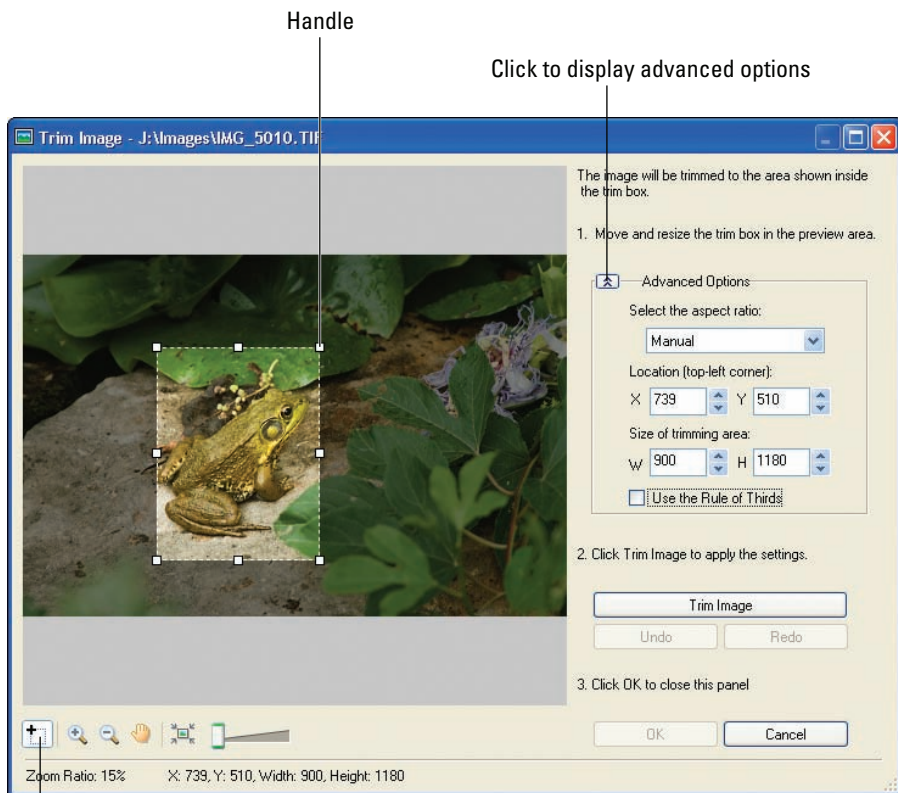 Handle
Click to display advanced options
Trim Image - J:\Images\IMG_5010.TIF
The image will be trimmed to the area shown inside
the trim box.
1. Move and resize the trim box in the preview area.
Advanced Options
Select the aspect ratio:
Manual
Location (top-left corner):
X 739 Y 510
Size of trimming area:
W 900 H 1180
Use the Rule of Thirds
2. Click Trim Image to apply the settings.
Trim Image
Undo Redo
3. Click OK to close this panel
OK Cancel
Zoom Ratio: 15% X: 739, Y: 510, Width: 900, Height: 1180